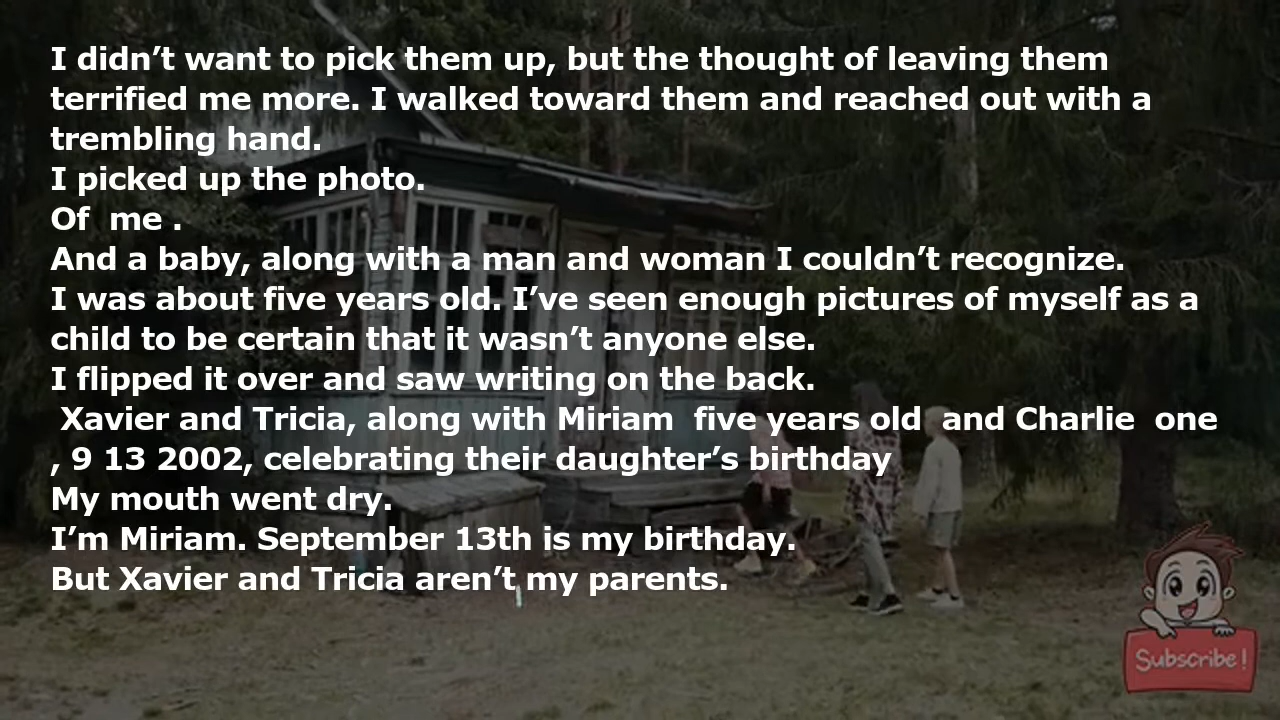 I didn’t want to pick them up, but the thought of leaving them
terrified me more. I walked toward them and reached out with a
trembling hand.
I picked up the photo.
Of  me .
And a baby, along with a man and woman I couldn’t recognize.
I was about five years old. I’ve seen enough pictures of myself as a
child to be certain that it wasn’t anyone else.
I flipped it over and saw writing on the back.
Xavier and Tricia, along with Miriam  five years old  and Charlie  one
, 9 13 2002, celebrating their daughter’s birthday
My mouth went dry.
I’m Miriam. September 13th is my birthday.
But Xavier and Tricia aren’t my parents.
Subscribe!